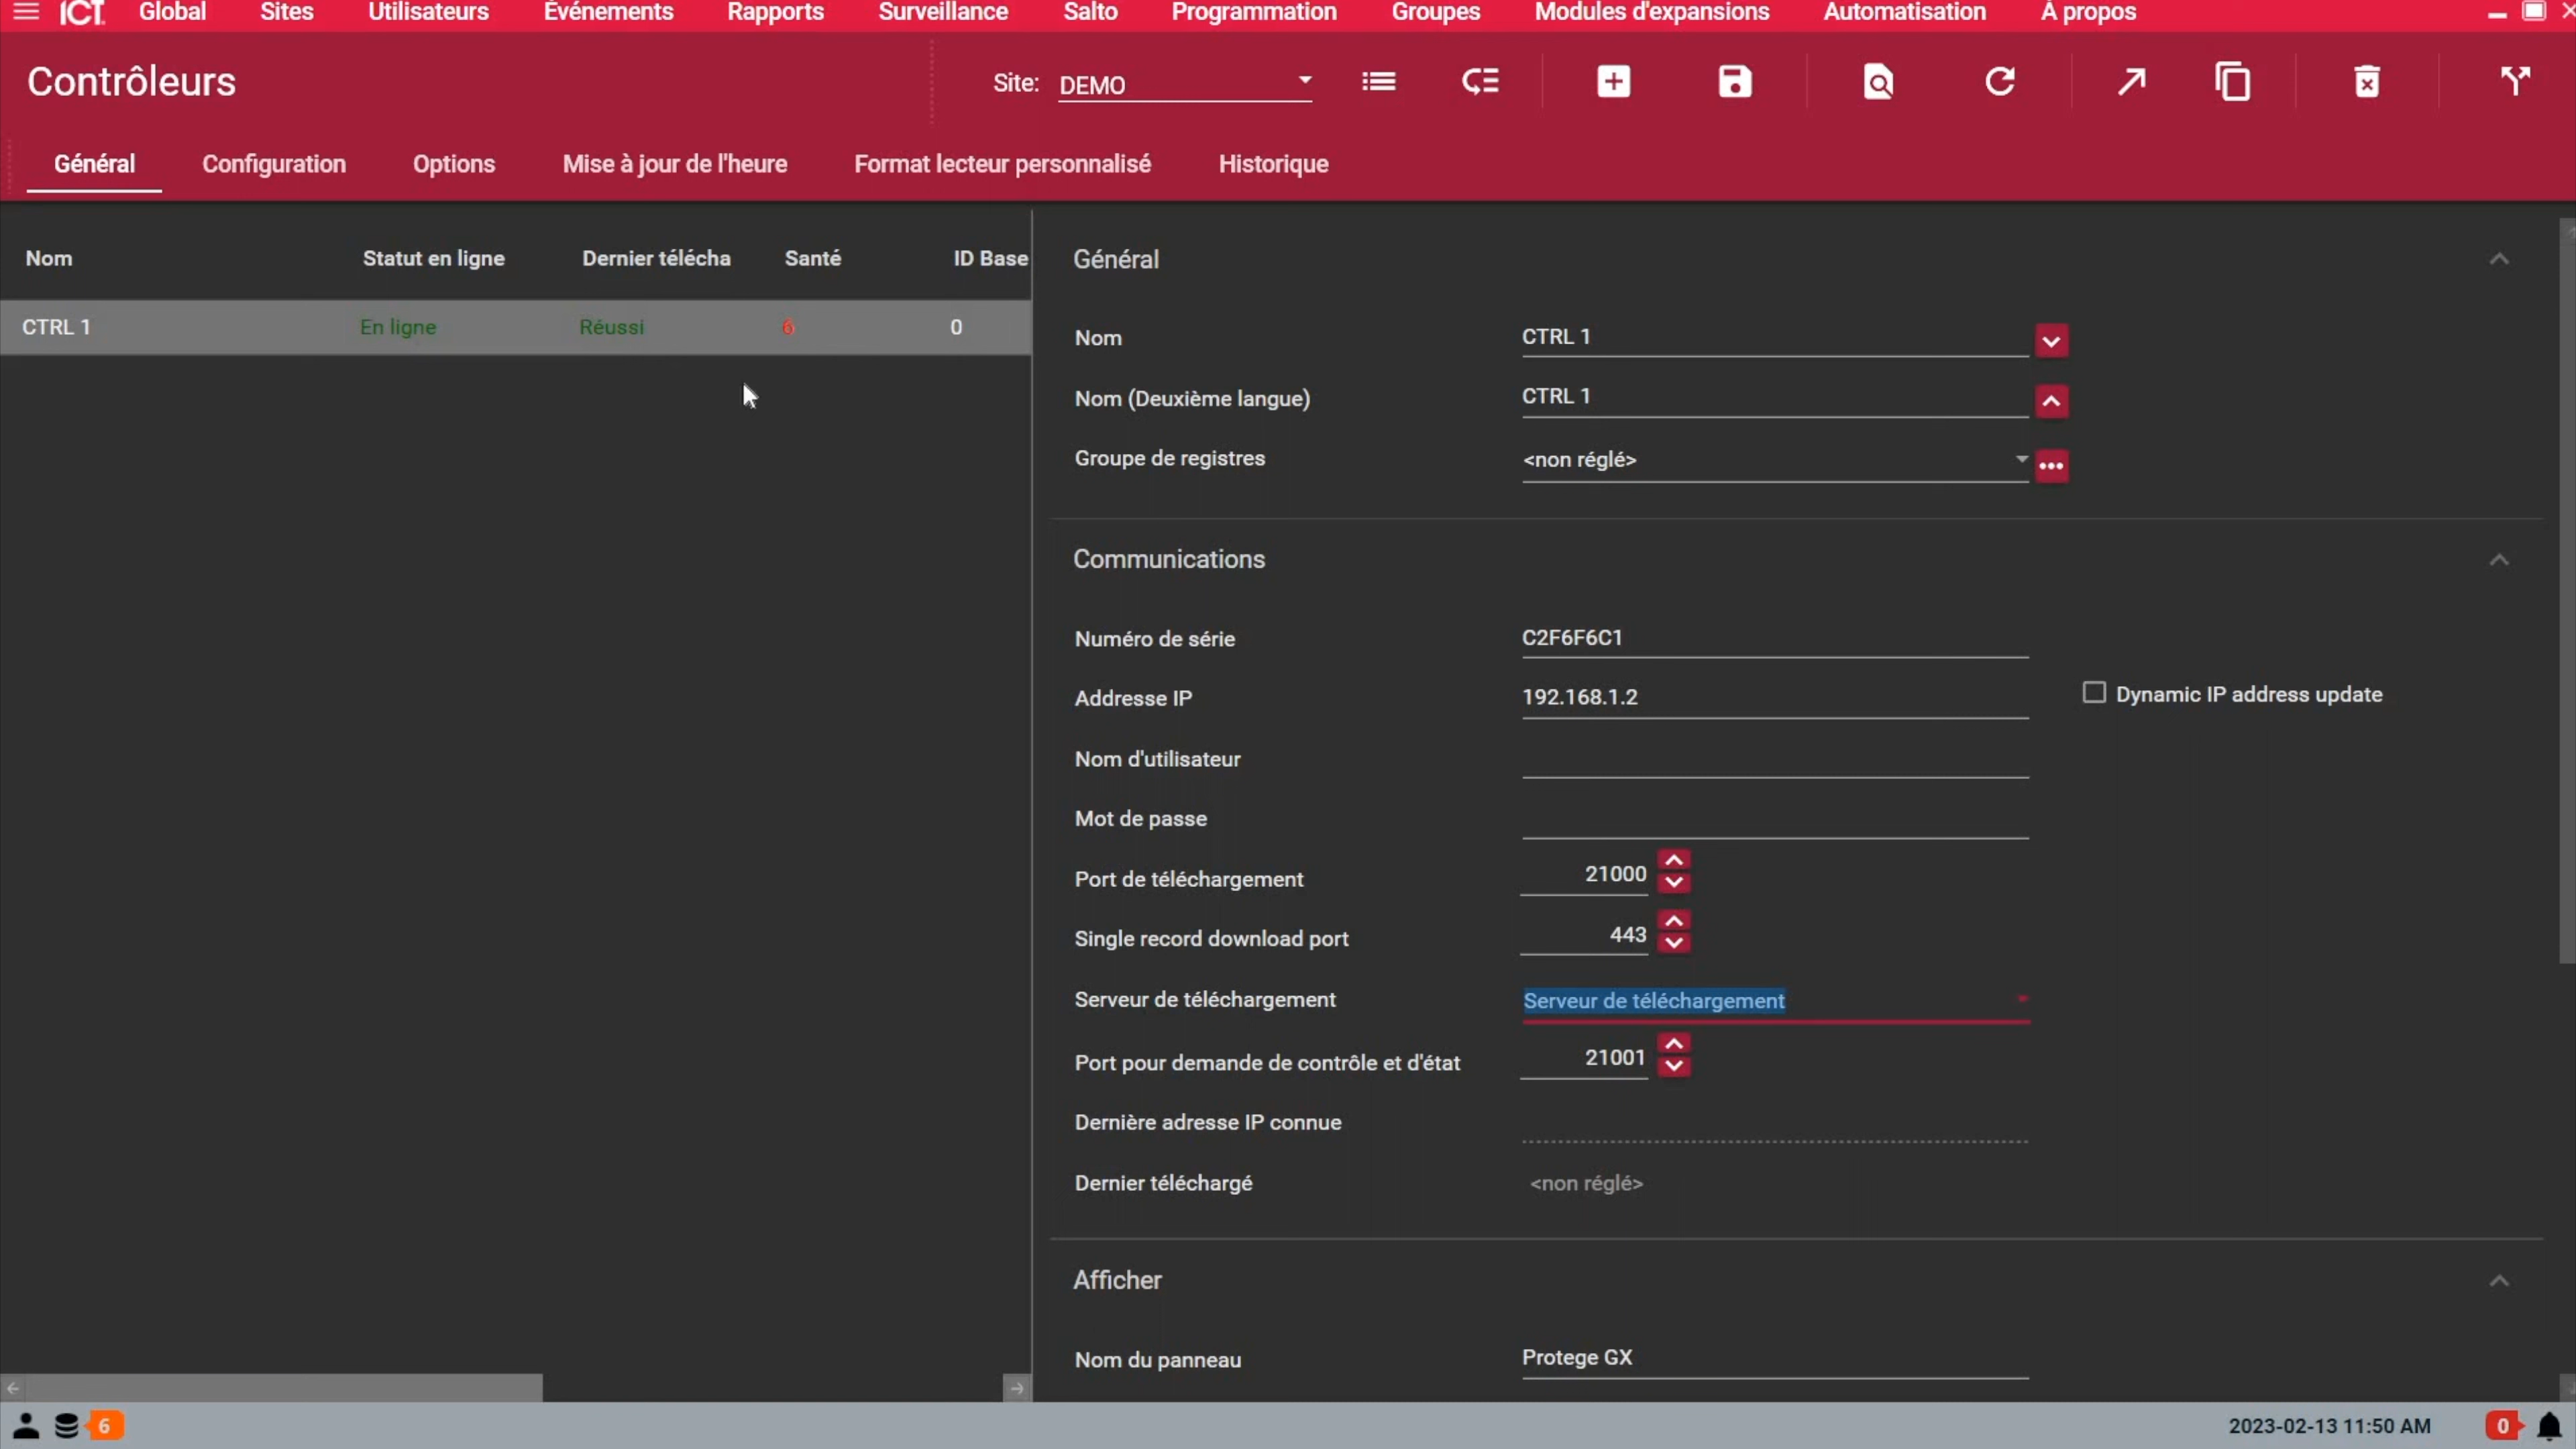 ICT. Global Sites Utilisateurs Événements Rapports Surveillance Salto Programmation Groupes Modules d'expansions Automatisation À propos
Contrôleurs
Site: DEMO
Général Configuration Options Mise à jour de l'heure Format lecteur personnalisé Historique
Nom Statut en ligne Dernier télécha Santé ID Base
CTRL 1 En ligne Réussi 6 0
Général
Nom CTRL 1
Nom (Deuxième langue) CTRL 1
Groupe de registres <non réglé>
Communications
Numéro de série C2F6F6C1
Addresse IP 192.168.1.2 Dynamic IP address update
Nom d'utilisateur
Mot de passe
Port de téléchargement 21000
Single record download port 443
Serveur de téléchargement Serveur de téléchargement
Port pour demande de contrôle et d'état 21001
Dernière adresse IP connue
Dernier téléchargé <non réglé>
Afficher
Nom du panneau Protege GX
6 2023-02-13 11:50 AM 0